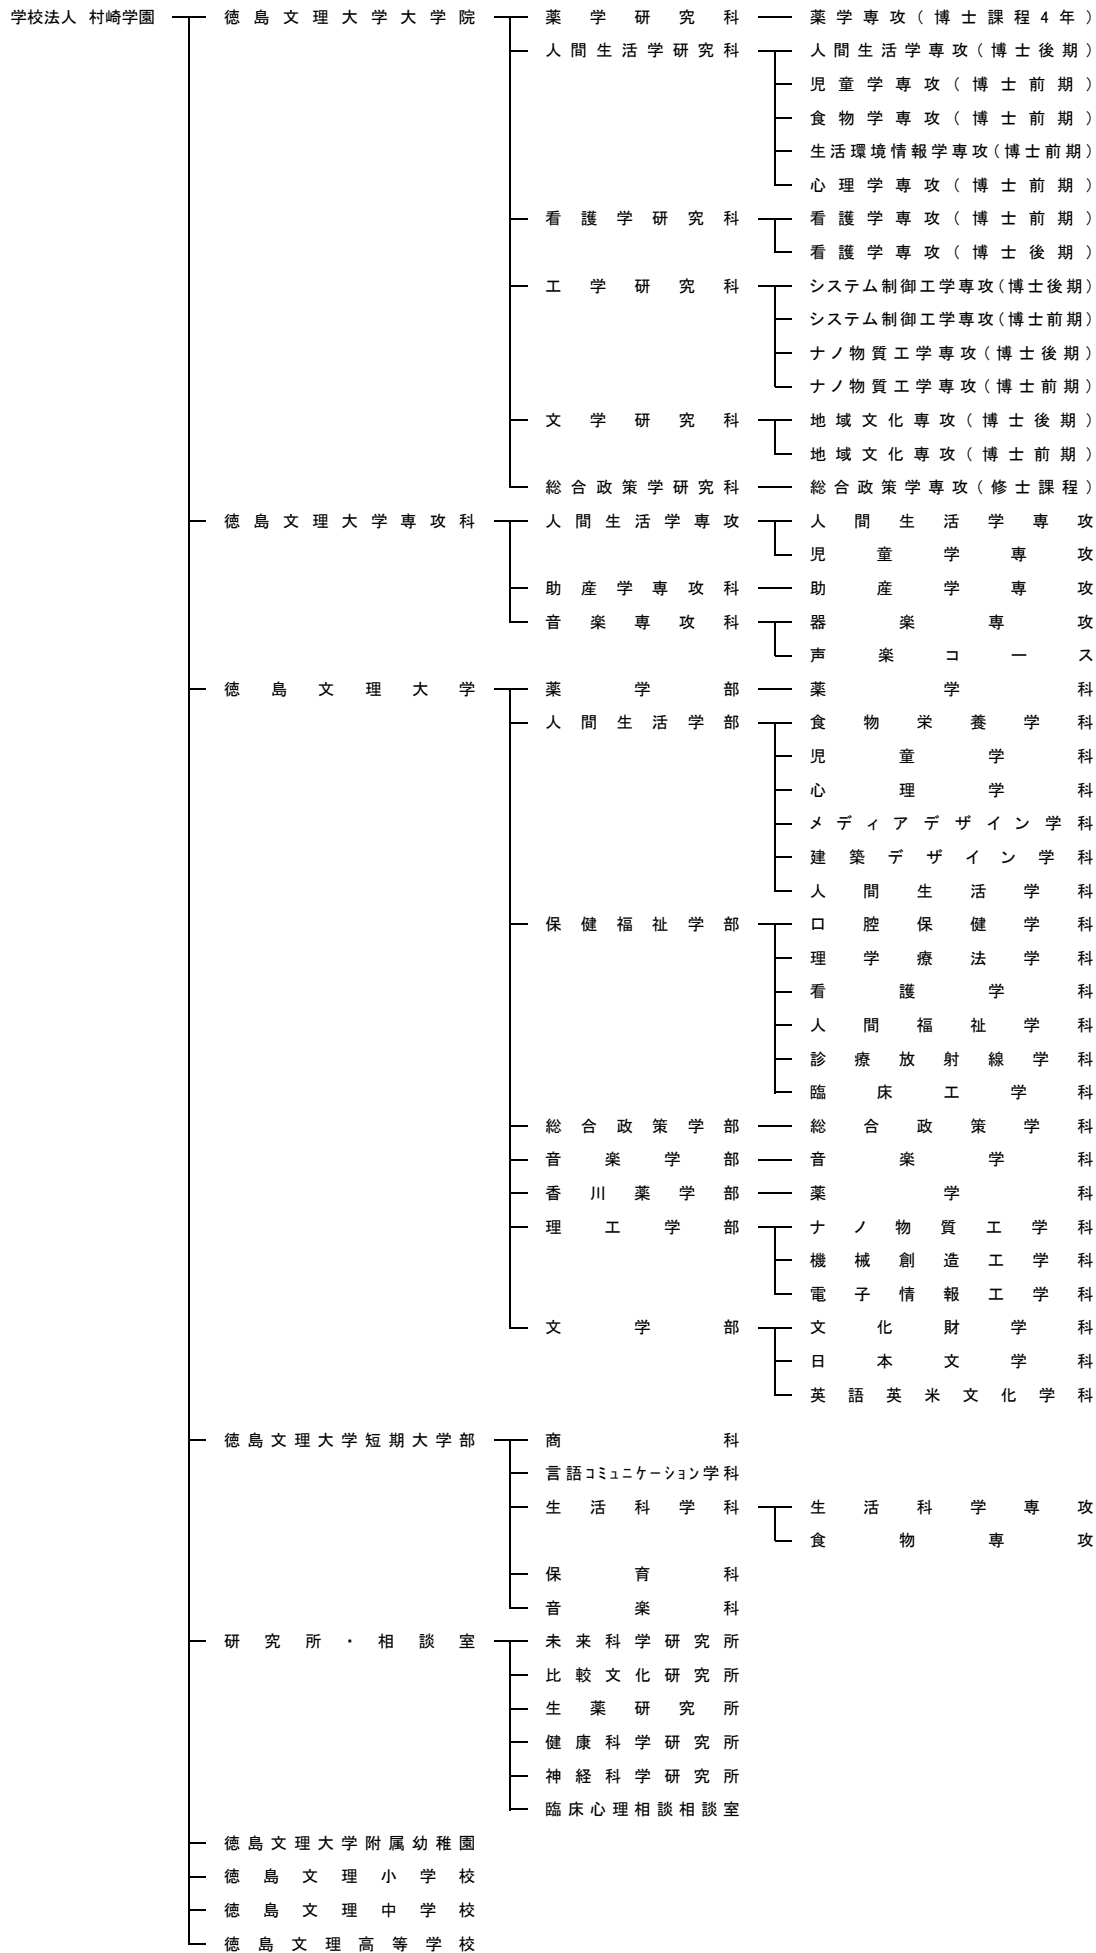 学校法人 村崎学園 徳島文理大学大学院 薬学研究科 薬学専攻(博士課程4年)
人間生活学研究科 人間生活学専攻(博士後期)
児童学専攻(博士前期)
食物学専攻(博士前期)
生活環境情報学専攻(博士前期)
心理学専攻(博士前期)
看護学研究科 看護学専攻(博士前期)
看護学専攻(博士後期)
工学研究科 システム制御工学専攻(博士後期)
システム制御工学専攻(博士前期)
ナノ物質工学専攻(博士後期)
ナノ物質工学専攻(博士前期)
文学研究科 地域文化専攻(博士後期)
地域文化専攻(博士前期)
総合政策学研究科 総合政策学専攻(修士課程)
徳島文理大学専攻科 人間生活学専攻 人間生活学専攻
児童学専攻
助産学専攻科 助産学専攻
音楽専攻科 器楽専攻
声楽コース
徳島文理大学 薬学部 薬学科
人間生活学部 食物栄養学科
児童学科
心理学科
メディアデザイン学科
建築デザイン学科
人間生活学科
保健福祉学部 口腔保健学科
理学療法学科
看護学科
人間福祉学科
診療放射線学科
臨床工学科
総合政策学部 総合政策学科
音楽学部 音楽学科
香川薬学部 薬学科
理工学部 ナノ物質工学科
機械創造工学科
電子情報工学科
文学部 文化財学科
日本文学科
英語英米文化学科
徳島文理大学短期大学部 商科
言語コミュニケーション学科
生活科学科 生活科学専攻
食物専攻
保育科
音楽科
研究所・相談室 未来科学研究所
比較文化研究所
生薬研究所
健康科学研究所
神経科学研究所
臨床心理相談相談室
徳島文理大学附属幼稚園
徳島文理小学校
徳島文理中学校
徳島文理高等学校